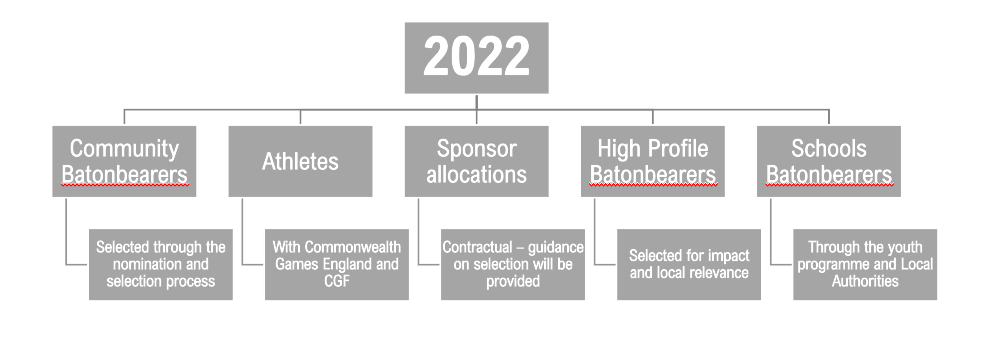 2022
Community
Batonbearers
Athletes
Sponsor
allocations
High Profile
Batonbearers
Schools
Batonbearers
Selected through the
nomination and
selection process
With Commonwealth
Games England and
CGF
Contractual – guidance
on selection will be
provided
Selected for impact
and local relevance
Through the youth
programme and Local
Authorities